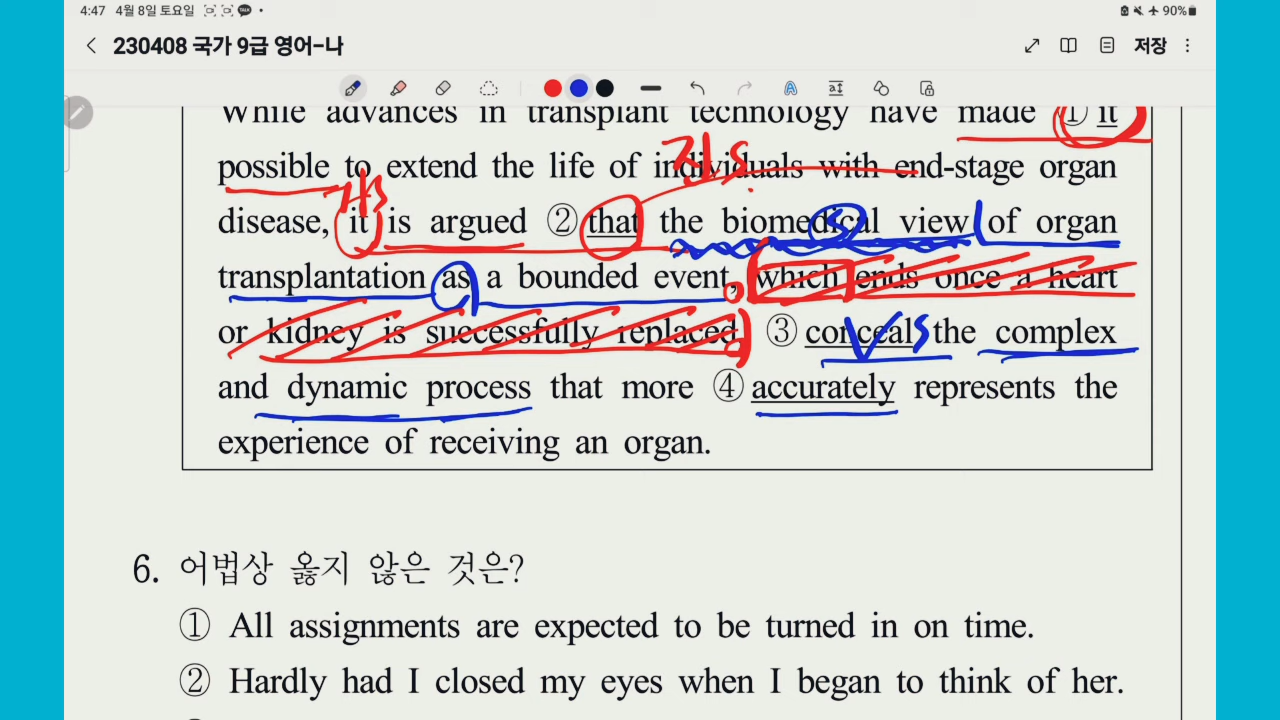 4:47 4월 8일 토요일 TALK •
90%
230408 국가 9급 영어-나
저장
While advances in transplant technology have made ① it
possible to extend the life of individuals with end-stage organ
진S
가S
disease, it is argued ② that the biomedical view of organ
S
transplantation as a bounded event, which ends once a heart
or kidney is successfully replaced, ③ conceals the complex
V S
and dynamic process that more ④ accurately represents the
experience of receiving an organ.
6. 어법상 옳지 않은 것은?
① All assignments are expected to be turned in on time.
② Hardly had I closed my eyes when I began to think of her.